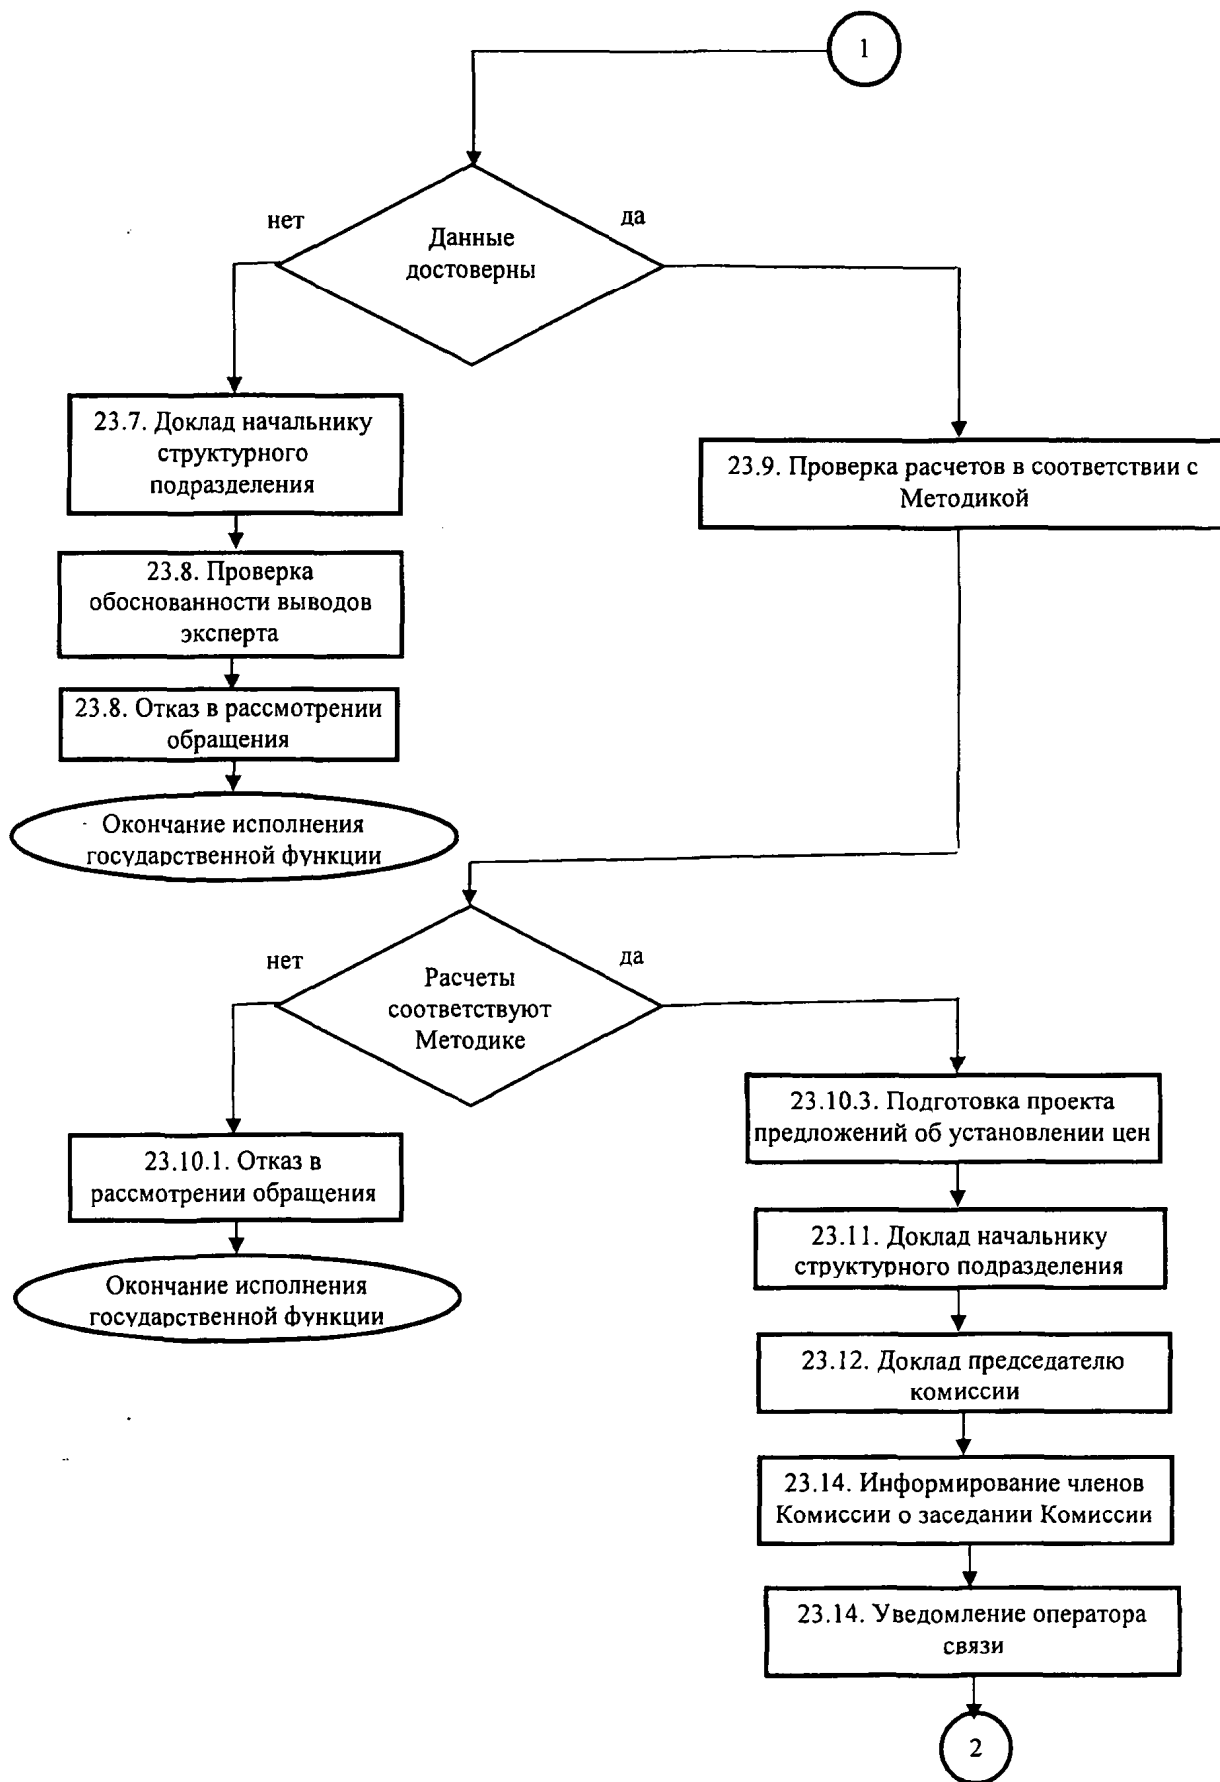 1
нет
да
Данные
достоверны
23.7. Доклад начальнику
структурного
подразделения
23.9. Проверка расчетов в соответствии с
Методикой
23.8. Проверка
обоснованности выводов
эксперта
23.8. Отказ в рассмотрении
обращения
Окончание исполнения
государственной функции
нет
да
Расчеты
соответствуют
Методике
23.10.3. Подготовка проекта
предложений об установлении цен
23.10.1. Отказ в
рассмотрении обращения
23.11. Доклад начальнику
структурного подразделения
Окончание исполнения
государственной функции
23.12. Доклад председателю
комиссии
23.14. Информирование членов
Комиссии о заседании Комиссии
23.14. Уведомление оператора
связи
2